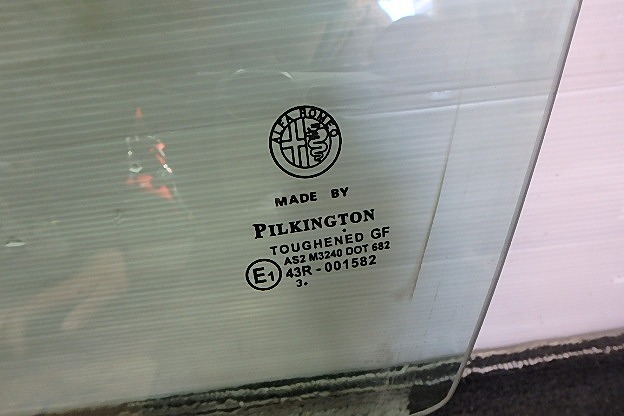 ALFA ROMEO
MADE BY
PILKINGTON
TOUGHENED GF
AS2 M3240 DOT 682
E1 43R - 001582
3.